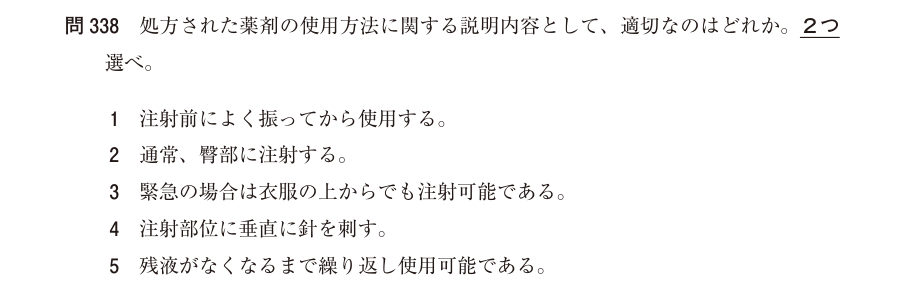 問 338　処方された薬剤の使用方法に関する説明内容として、適切なのはどれか。２つ
選べ。
1　注射前によく振ってから使用する。
2　通常、臀部に注射する。
3　緊急の場合は衣服の上からでも注射可能である。
4　注射部位に垂直に針を刺す。
5　残液がなくなるまで繰り返し使用可能である。